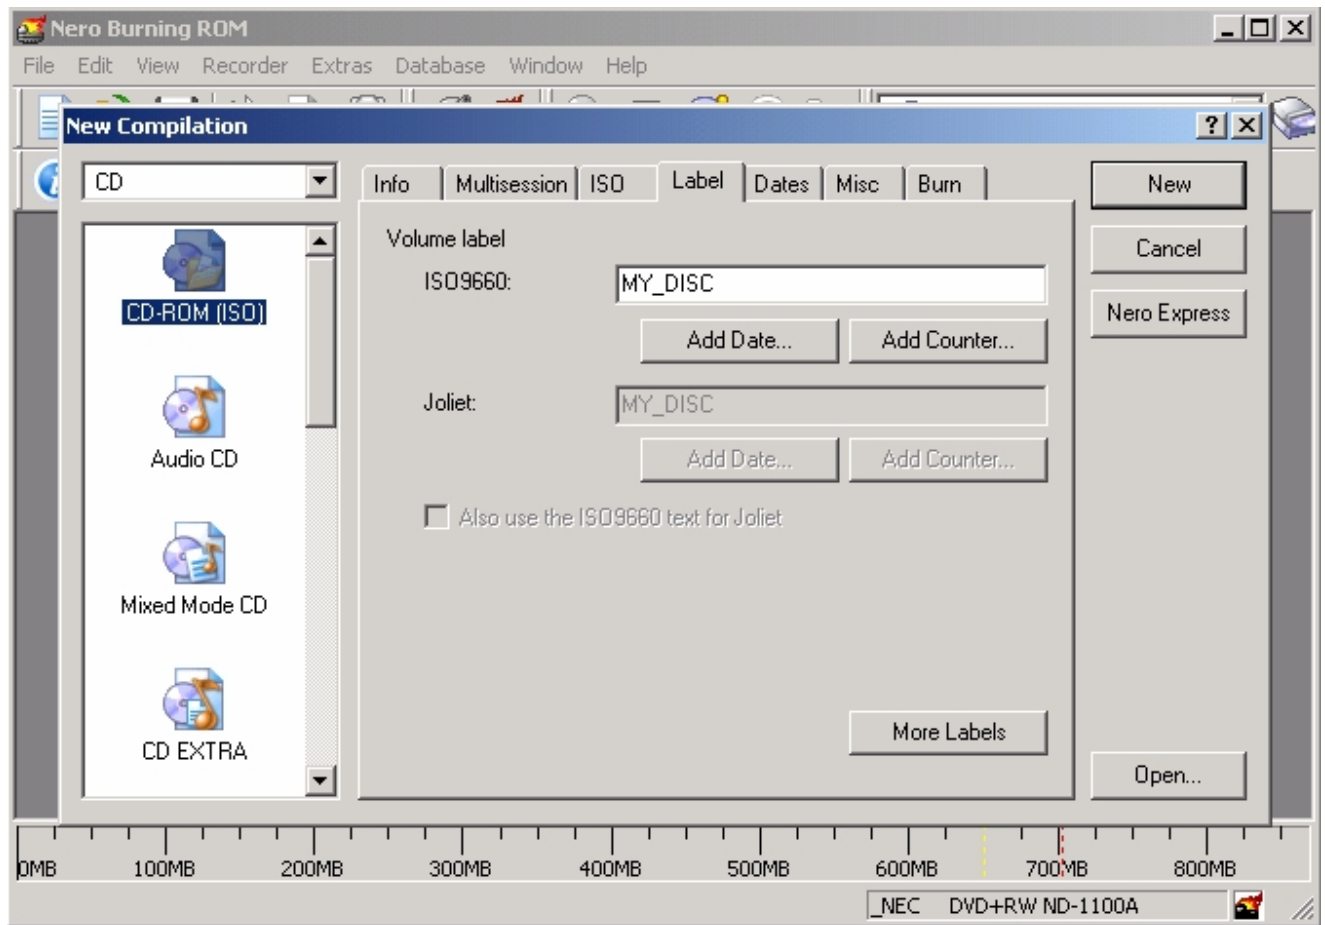 Nero Burning ROM
File Edit View Recorder Extras Database Window Help
New Compilation
CD
Info Multisession ISO Label Dates Misc Burn
New
Cancel
Nero Express
CD-ROM (ISO)
Audio CD
Mixed Mode CD
CD EXTRA
Volume label
ISO9660: MY_DISC
Add Date... Add Counter...
Joliet: MY_DISC
Add Date... Add Counter...
Also use the ISO9660 text for Joliet
More Labels
Open...
0MB 100MB 200MB 300MB 400MB 500MB 600MB 700MB 800MB
_NEC DVD+RW ND-1100A